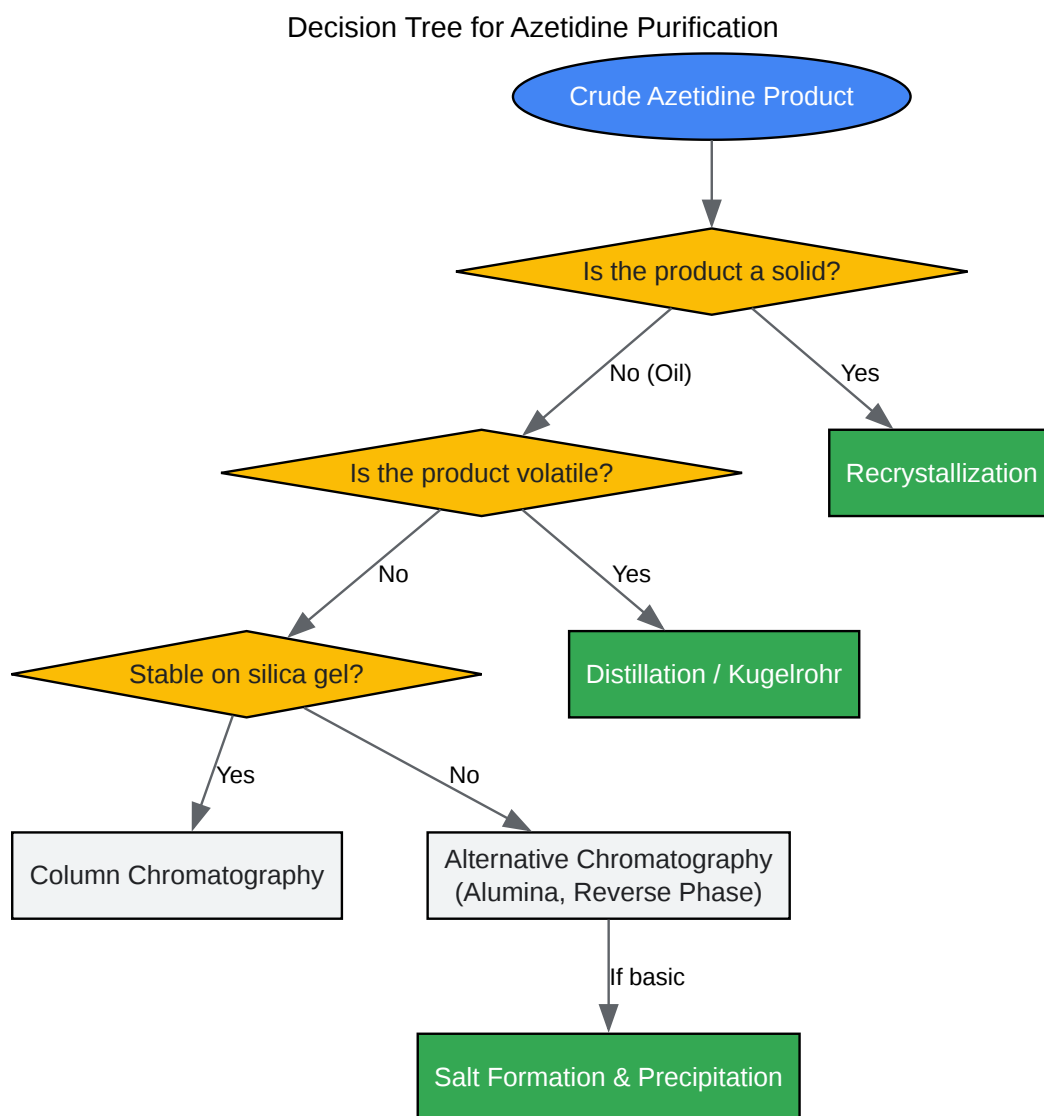 Decision Tree for Azetidine Purification
Crude Azetidine Product
Is the product a solid?
No (Oil)
Yes
Is the product volatile?
Recrystallization
No
Yes
Stable on silica gel?
Distillation / Kugelrohr
Yes
No
Column Chromatography
Alternative Chromatography
(Alumina, Reverse Phase)
If basic
Salt Formation & Precipitation